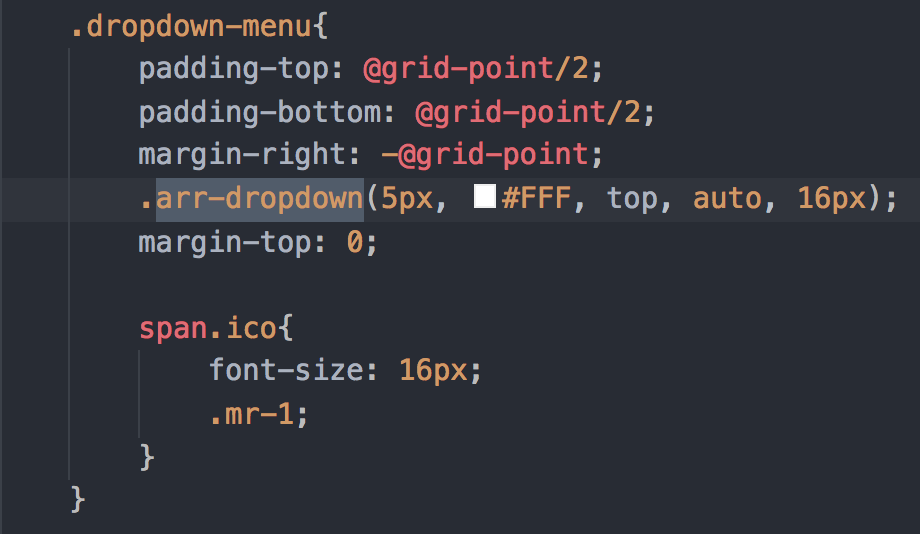 .dropdown-menu{
padding-top: @grid-point/2;
padding-bottom: @grid-point/2;
margin-right: -@grid-point;
.arr-dropdown(5px, #FFF, top, auto, 16px);
margin-top: 0;
span.ico{
font-size: 16px;
.mr-1;
}
}